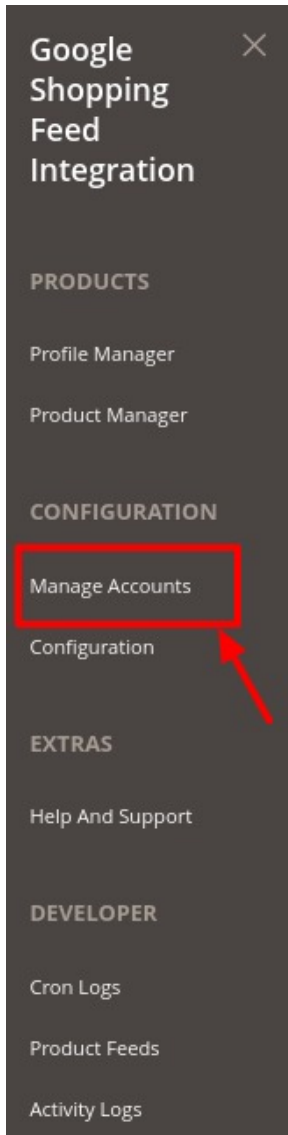 Google
Shopping
Feed
Integration
PRODUCTS
Profile Manager
Product Manager
CONFIGURATION
Manage Accounts
Configuration
EXTRAS
Help And Support
DEVELOPER
Cron Logs
Product Feeds
Activity Logs